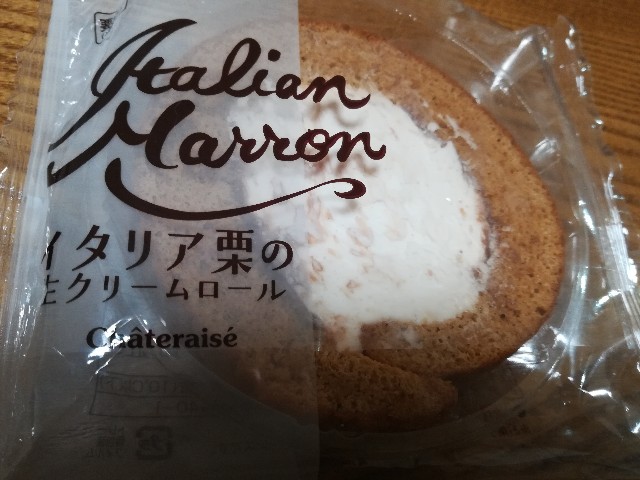 Italian
Marron
イタリア栗の
生クリームロール
Châteraisé